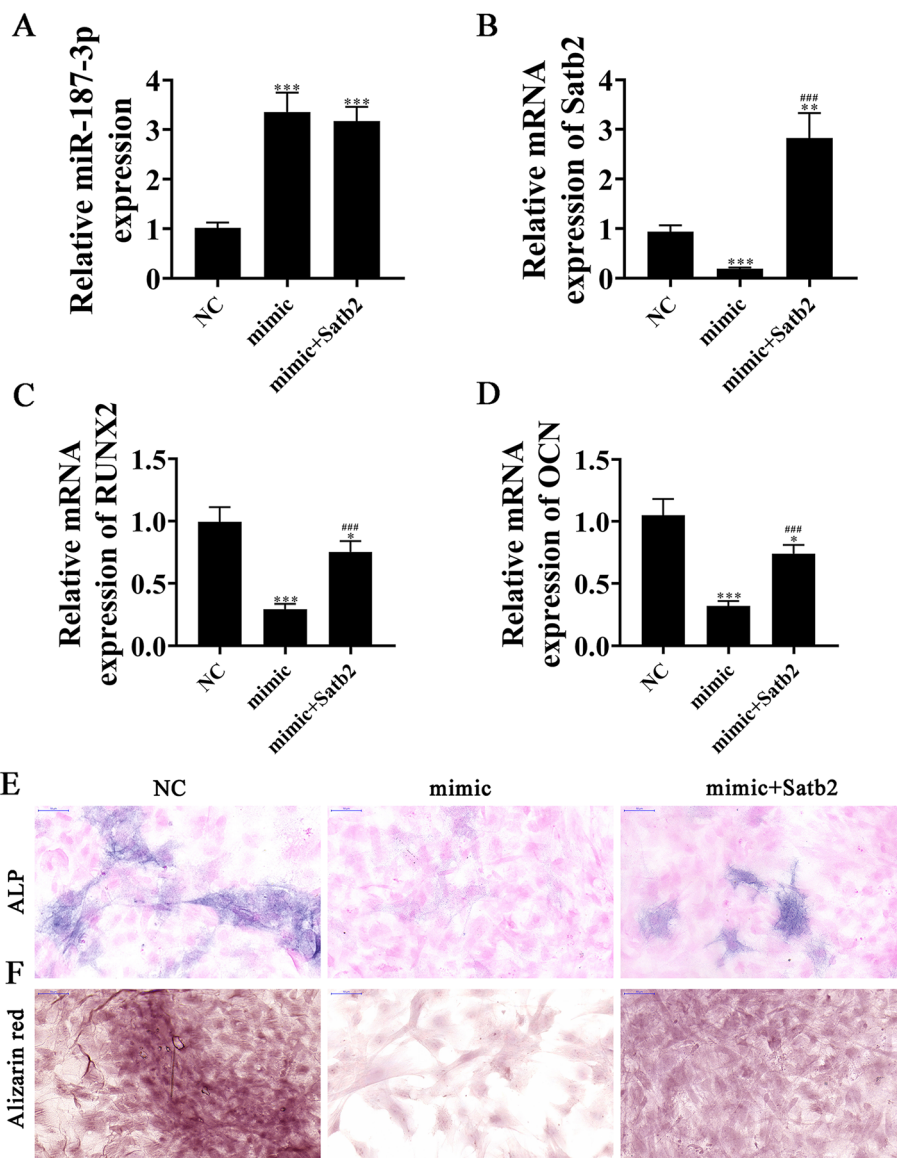 A
Relative miR-187-3p
expression
4
3
2
1
0
***
***
NC
mimic
mimic+Satb2
B
Relative mRNA
expression of Satb2
4
3
2
1
0
***
###
**
NC
mimic
mimic+Satb2
C
Relative mRNA
expression of RUNX2
1.5
1.0
0.5
0.0
***
###
*
NC
mimic
mimic+Satb2
D
Relative mRNA
expression of OCN
1.5
1.0
0.5
0.0
***
###
*
NC
mimic
mimic+Satb2
E
NC
mimic
mimic+Satb2
ALP
F
Alizarin red